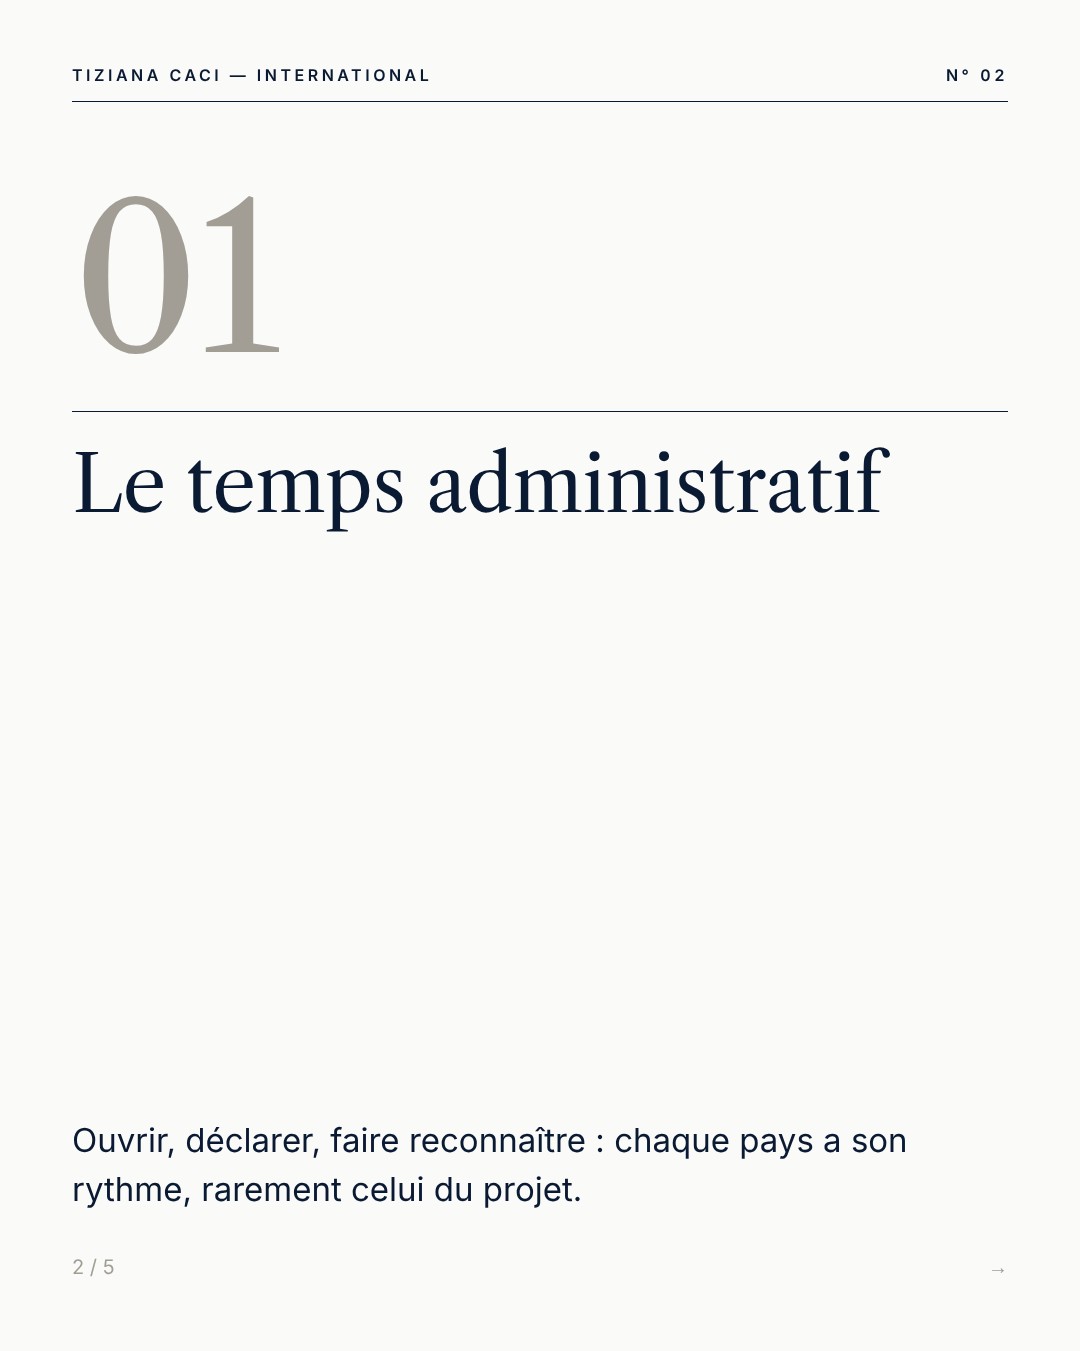 TIZIANA CACI — INTERNATIONAL
N° 02
01
Le temps administratif
Ouvrir, déclarer, faire reconnaître : chaque pays a son
rythme, rarement celui du projet.
2 / 5
→